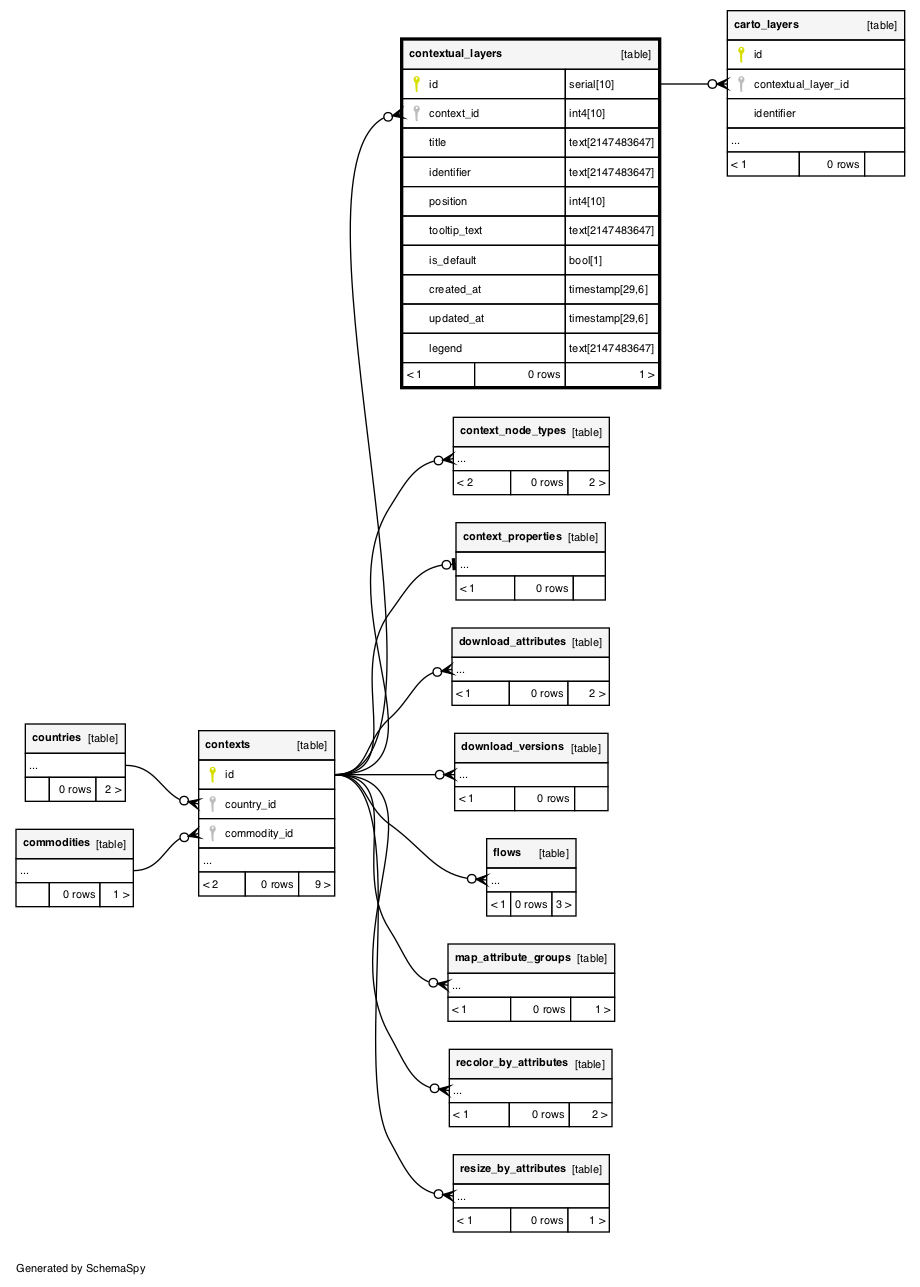 carto_layers [table]
id
contextual_layer_id
identifier
...
< 1 0 rows
contextual_layers [table]
id serial[10]
context_id int4[10]
title text[2147483647]
identifier text[2147483647]
position int4[10]
tooltip_text text[2147483647]
is_default bool[1]
created_at timestamp[29,6]
updated_at timestamp[29,6]
legend text[2147483647]
< 1 0 rows 1 >
context_node_types [table]
...
< 2 0 rows 2 >
context_properties [table]
...
< 1 0 rows
download_attributes [table]
...
< 1 0 rows 2 >
download_versions [table]
...
< 1 0 rows
countries [table]
...
0 rows 2 >
commodities [table]
...
0 rows 1 >
contexts [table]
id
country_id
commodity_id
...
< 2 0 rows 9 >
flows [table]
...
< 1 0 rows 3 >
map_attribute_groups [table]
...
< 1 0 rows 1 >
recolor_by_attributes [table]
...
< 1 0 rows 2 >
resize_by_attributes [table]
...
< 1 0 rows 1 >
Generated by SchemaSpy